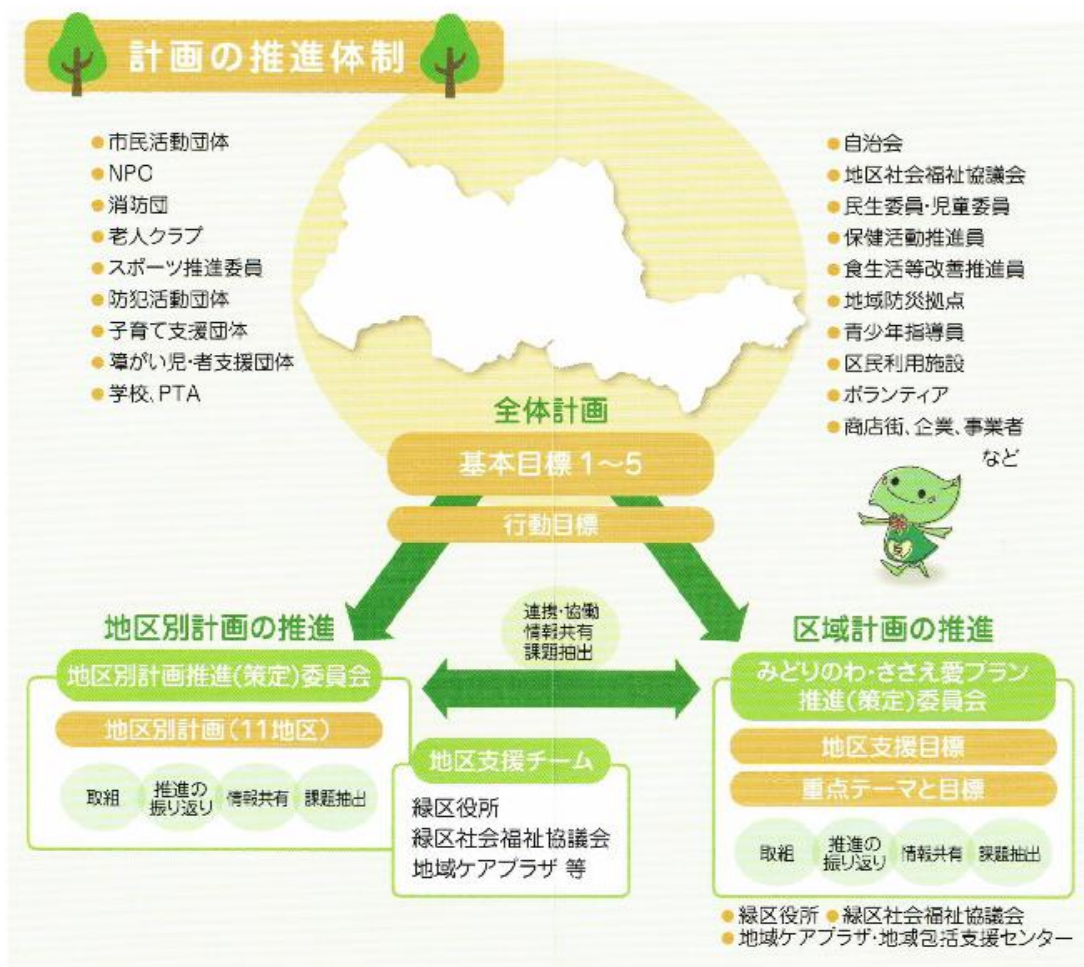 計画の推進体制
●市民活動団体
●NPO
●消防団
●老人クラブ
●スポーツ推進委員
●防犯活動団体
●子育て支援団体
●障がい児・者支援団体
●学校、PTA
●自治会
●地区社会福祉協議会
●民生委員・児童委員
●保健活動推進員
●食生活等改善推進員
●地域防災拠点
●青少年指導員
●区民利用施設
●ボランティア
●商店街、企業、事業者
など
全体計画
基本目標1～5
行動目標
連携・協働
情報共有
課題抽出
地区別計画の推進
地区別計画推進(策定)委員会
地区別計画(11地区)
取組
推進の
振り返り
情報共有
課題抽出
地区支援チーム
緑区役所
緑区社会福祉協議会
地域ケアプラザ 等
区域計画の推進
みどりのわ・ささえ愛プラン
推進(策定)委員会
地区支援目標
重点テーマと目標
取組
推進の
振り返り
情報共有
課題抽出
●緑区役所 ●緑区社会福祉協議会
●地域ケアプラザ・地域包括支援センター